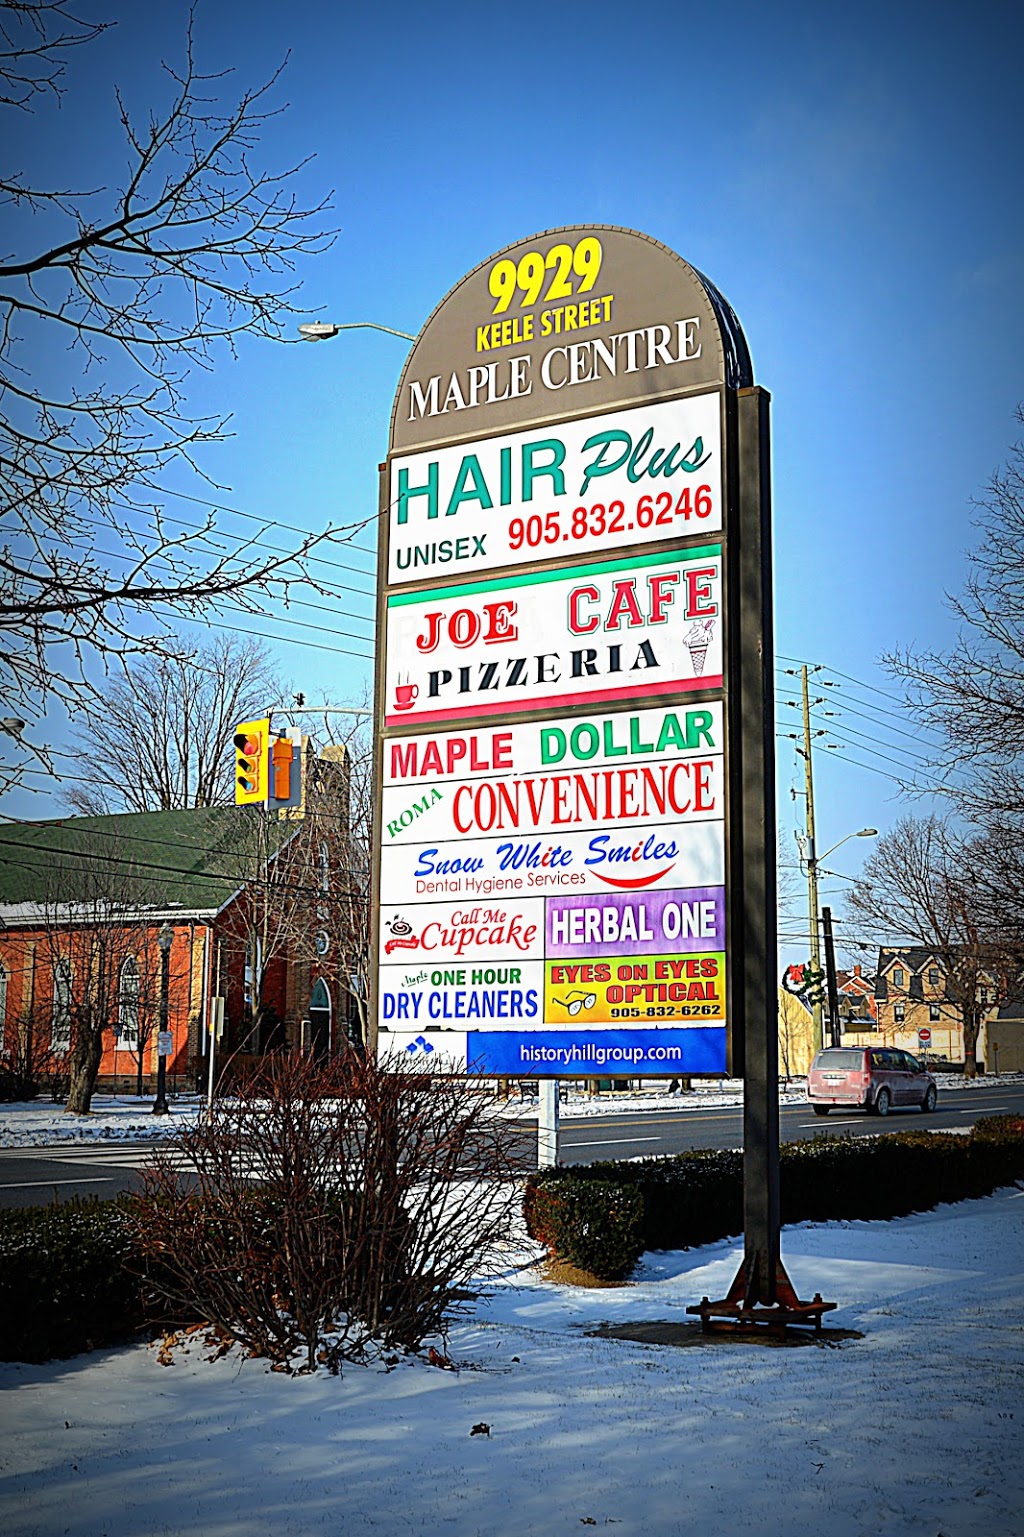 9929
KEELE STREET
MAPLE CENTRE
HAIR Plus
UNISEX 905.832.6246
JOE CAFE
PIZZERIA
MAPLE DOLLAR
ROMA CONVENIENCE
Snow White Smiles
Dental Hygiene Services
Call Me
Cupcake
HERBAL ONE
Maple ONE HOUR
DRY CLEANERS
EYES ON EYES
OPTICAL
905-832-6262
historyhillgroup.com